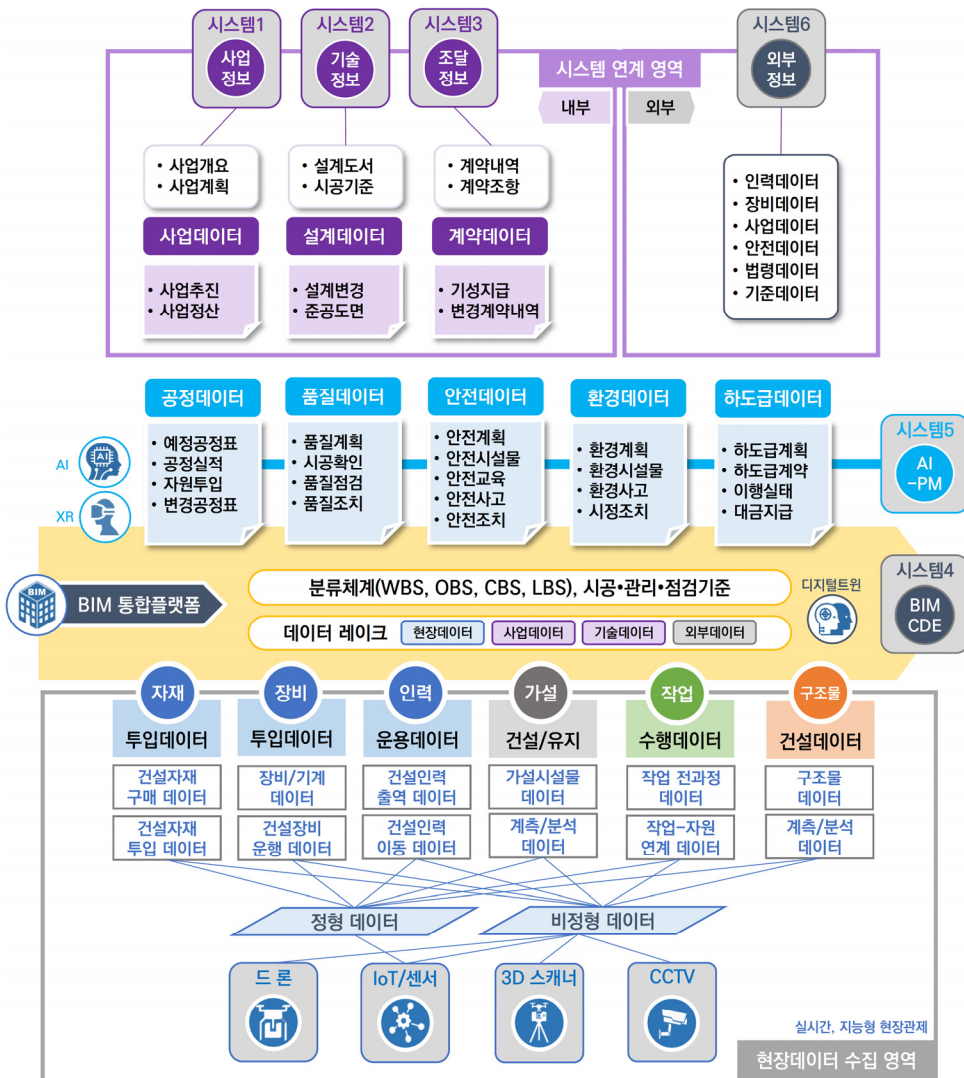 시스템1
사업
정보
시스템2
기술
정보
시스템3
조달
정보
시스템 연계 영역
내부
외부
시스템6
외부
정보
• 사업개요
• 사업계획
• 설계도서
• 시공기준
• 계약내역
• 계약조항
사업데이터
설계데이터
계약데이터
• 사업추진
• 사업정산
• 설계변경
• 준공도면
• 기성지급
• 변경계약내역
• 인력데이터
• 장비데이터
• 사업데이터
• 안전데이터
• 법령데이터
• 기준데이터
공정데이터
품질데이터
안전데이터
환경데이터
하도급데이터
AI
AI
XR
• 예정공정표
• 공정실적
• 자원투입
• 변경공정표
• 품질계획
• 시공확인
• 품질점검
• 품질조치
• 안전계획
• 안전시설물
• 안전교육
• 안전사고
• 안전조치
• 환경계획
• 환경시설물
• 환경사고
• 시정조치
• 하도급계획
• 하도급계약
• 이행실태
• 대금지급
시스템5
AI
-PM
BIM
BIM 통합플랫폼
분류체계(WBS, OBS, CBS, LBS), 시공•관리•점검기준
데이터 레이크
현장데이터
사업데이터
기술데이터
외부데이터
디지털트윈
시스템4
BIM
CDE
자재
장비
인력
가설
작업
구조물
투입데이터
투입데이터
운용데이터
건설/유지
수행데이터
건설데이터
건설자재
구매 데이터
장비/기계
데이터
건설인력
출역 데이터
가설시설물
데이터
작업 전과정
데이터
구조물
데이터
건설자재
투입 데이터
건설장비
운행 데이터
건설인력
이동 데이터
계측/분석
데이터
작업-자원
연계 데이터
계측/분석
데이터
정형 데이터
비정형 데이터
드 론
IoT/센서
3D 스캐너
CCTV
실시간, 지능형 현장관제
현장데이터 수집 영역